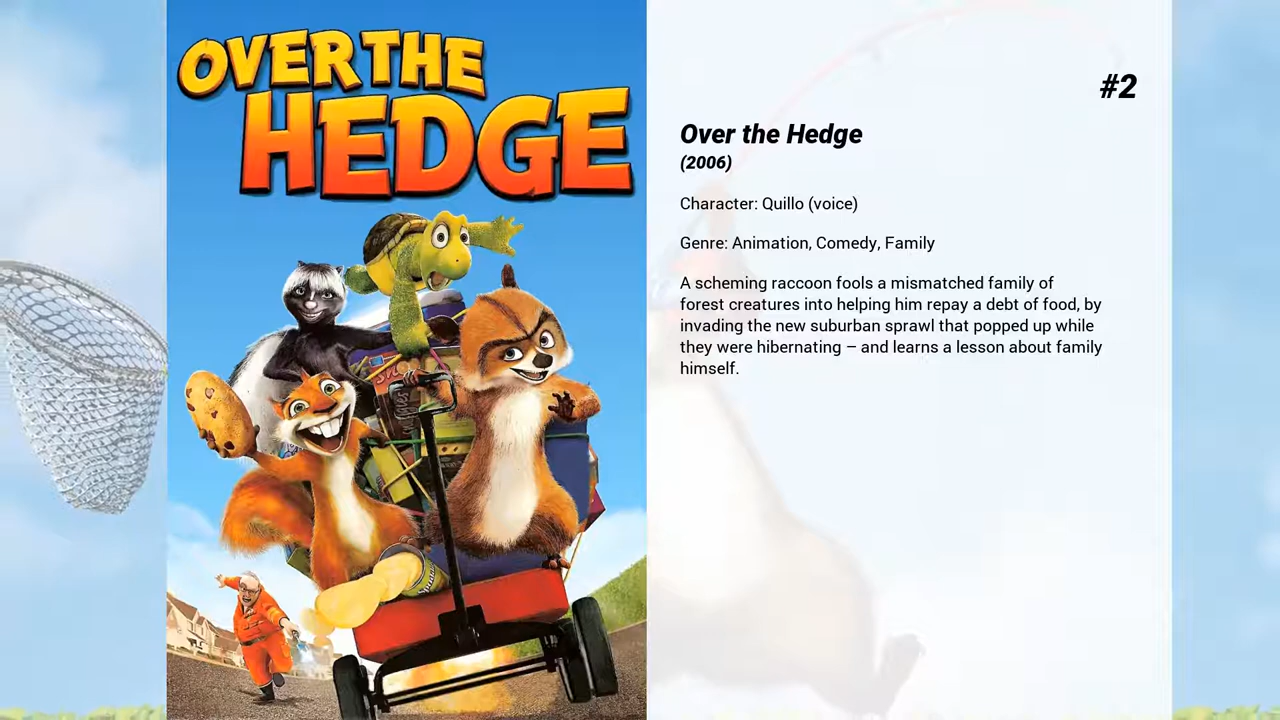 OVER THE
HEDGE
#2
Over the Hedge
(2006)
Character: Quillo (voice)
Genre: Animation, Comedy, Family
A scheming raccoon fools a mismatched family of
forest creatures into helping him repay a debt of food, by
invading the new suburban sprawl that popped up while
they were hibernating – and learns a lesson about family
himself.